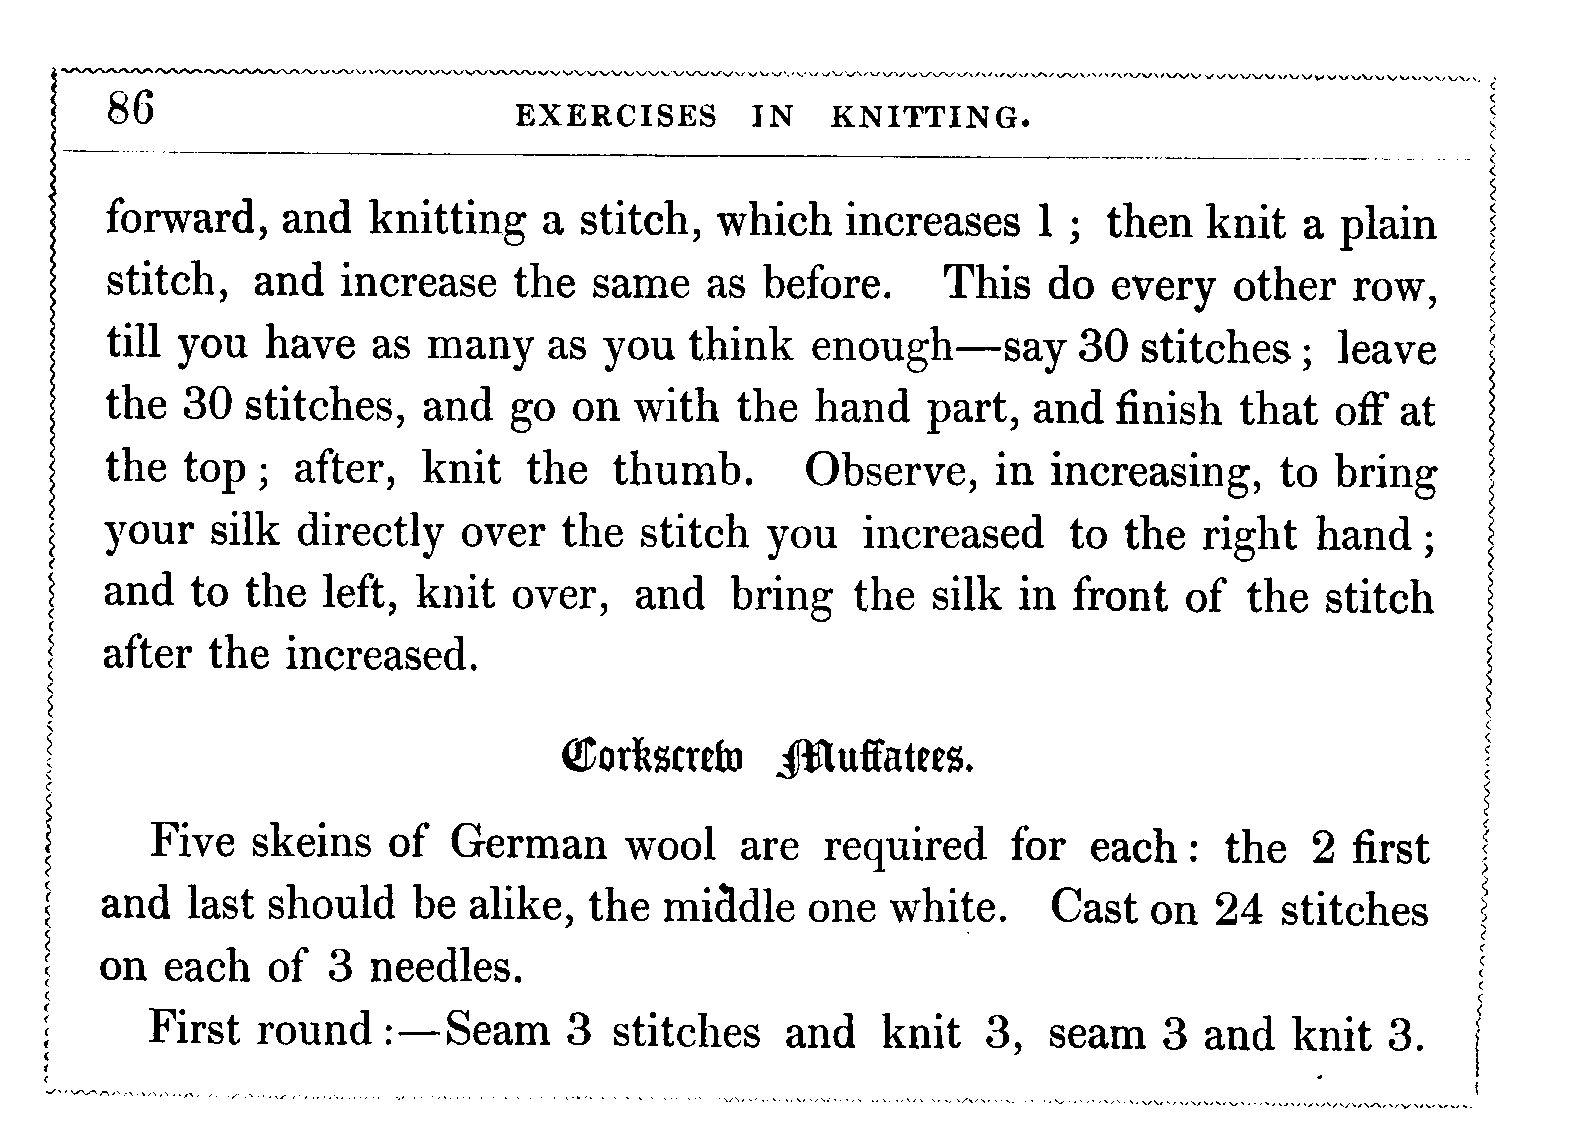 86
EXERCISES IN KNITTING.
forward, and knitting a stitch, which increases 1 ; then knit a plain
stitch, and increase the same as before. This do every other row,
till you have as many as you think enough—say 30 stitches ; leave
the 30 stitches, and go on with the hand part, and finish that off at
the top ; after, knit the thumb. Observe, in increasing, to bring
your silk directly over the stitch you increased to the right hand ;
and to the left, knit over, and bring the silk in front of the stitch
after the increased.
Corkscrew Muffatees.
Five skeins of German wool are required for each : the 2 first
and last should be alike, the middle one white. Cast on 24 stitches
on each of 3 needles.
First round :—Seam 3 stitches and knit 3, seam 3 and knit 3.